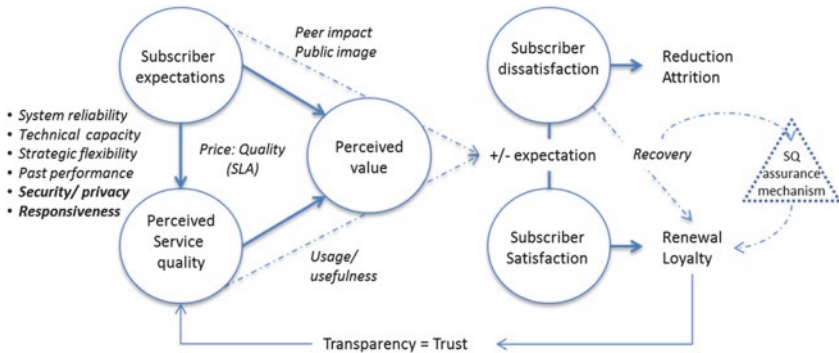 Subscriber
expectations
Peer impact
Public image
Subscriber
dissatisfaction
Reduction
Attrition
• System reliability
• Technical capacity
• Strategic flexibility
• Past performance
• Security/ privacy
• Responsiveness
Price: Quality
(SLA)
Perceived
value
+/- expectation
Recovery
SQ
assurance
mechanism
Perceived
Service
quality
Usage/
usefulness
Subscriber
Satisfaction
Renewal
Loyalty
Transparency = Trust